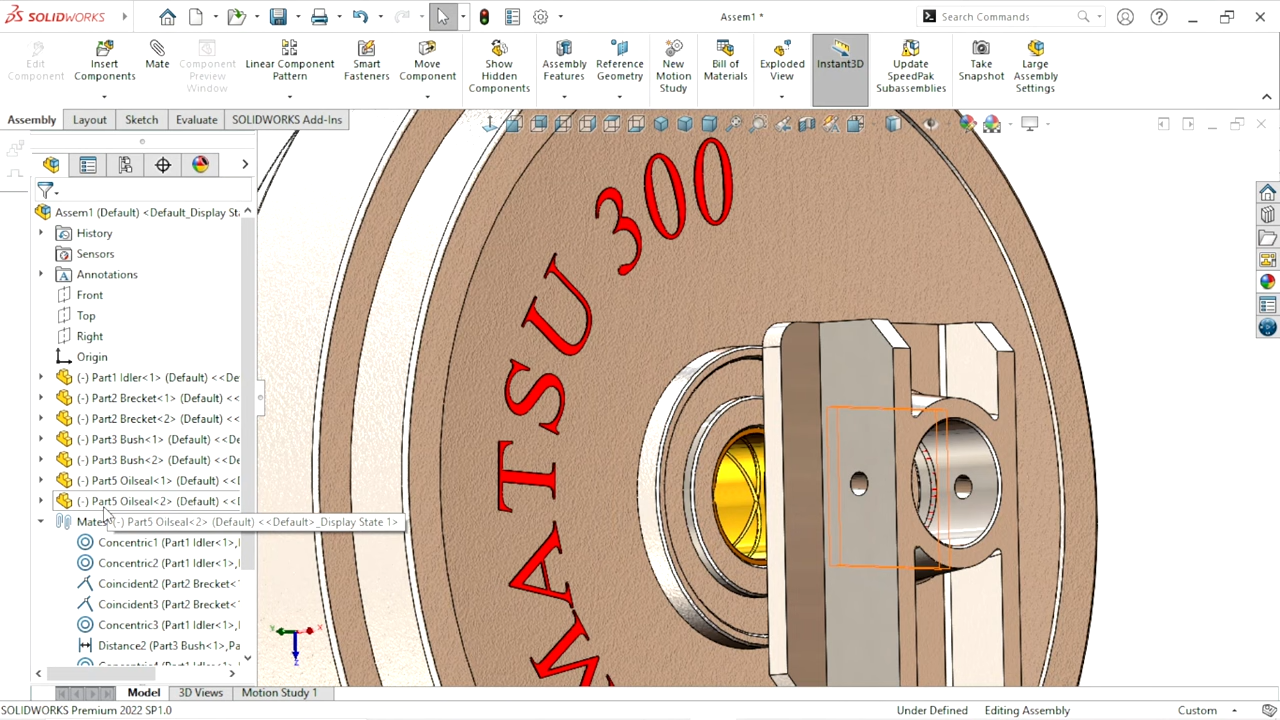 SOLIDWORKS
Assem1 *
Search Commands
Edit Component
Insert Components
Mate
Component Preview Window
Linear Component Pattern
Smart Fasteners
Move Component
Show Hidden Components
Assembly Features
Reference Geometry
New Motion Study
Bill of Materials
Exploded View
Instant3D
Update SpeedPak Subassemblies
Take Snapshot
Large Assembly Settings
Assembly
Layout
Sketch
Evaluate
SOLIDWORKS Add-Ins
Assem1 (Default) <Default_Display Sta
History
Sensors
Annotations
Front
Top
Right
Origin
(-) Part1 Idler<1> (Default) <<De
(-) Part2 Brecket<1> (Default) <<
(-) Part2 Brecket<2> (Default) <<
(-) Part3 Bush<1> (Default) <<De
(-) Part3 Bush<2> (Default) <<De
(-) Part5 Oilseal<1> (Default) <<D
(-) Part5 Oilseal<2> (Default) <<D
Mate
(-) Part5 Oilseal<2> (Default) <<Default>_Display State 1>
Concentric1 (Part1 Idler<1>,
Concentric2 (Part1 Idler<1>,
Coincident2 (Part2 Brecket<
Coincident3 (Part2 Brecket<
Concentric3 (Part1 Idler<1>,
Distance2 (Part3 Bush<1>,Pa
MATSU 300
Model
3D Views
Motion Study 1
SOLIDWORKS Premium 2022 SP1.0
Under Defined
Editing Assembly
Custom